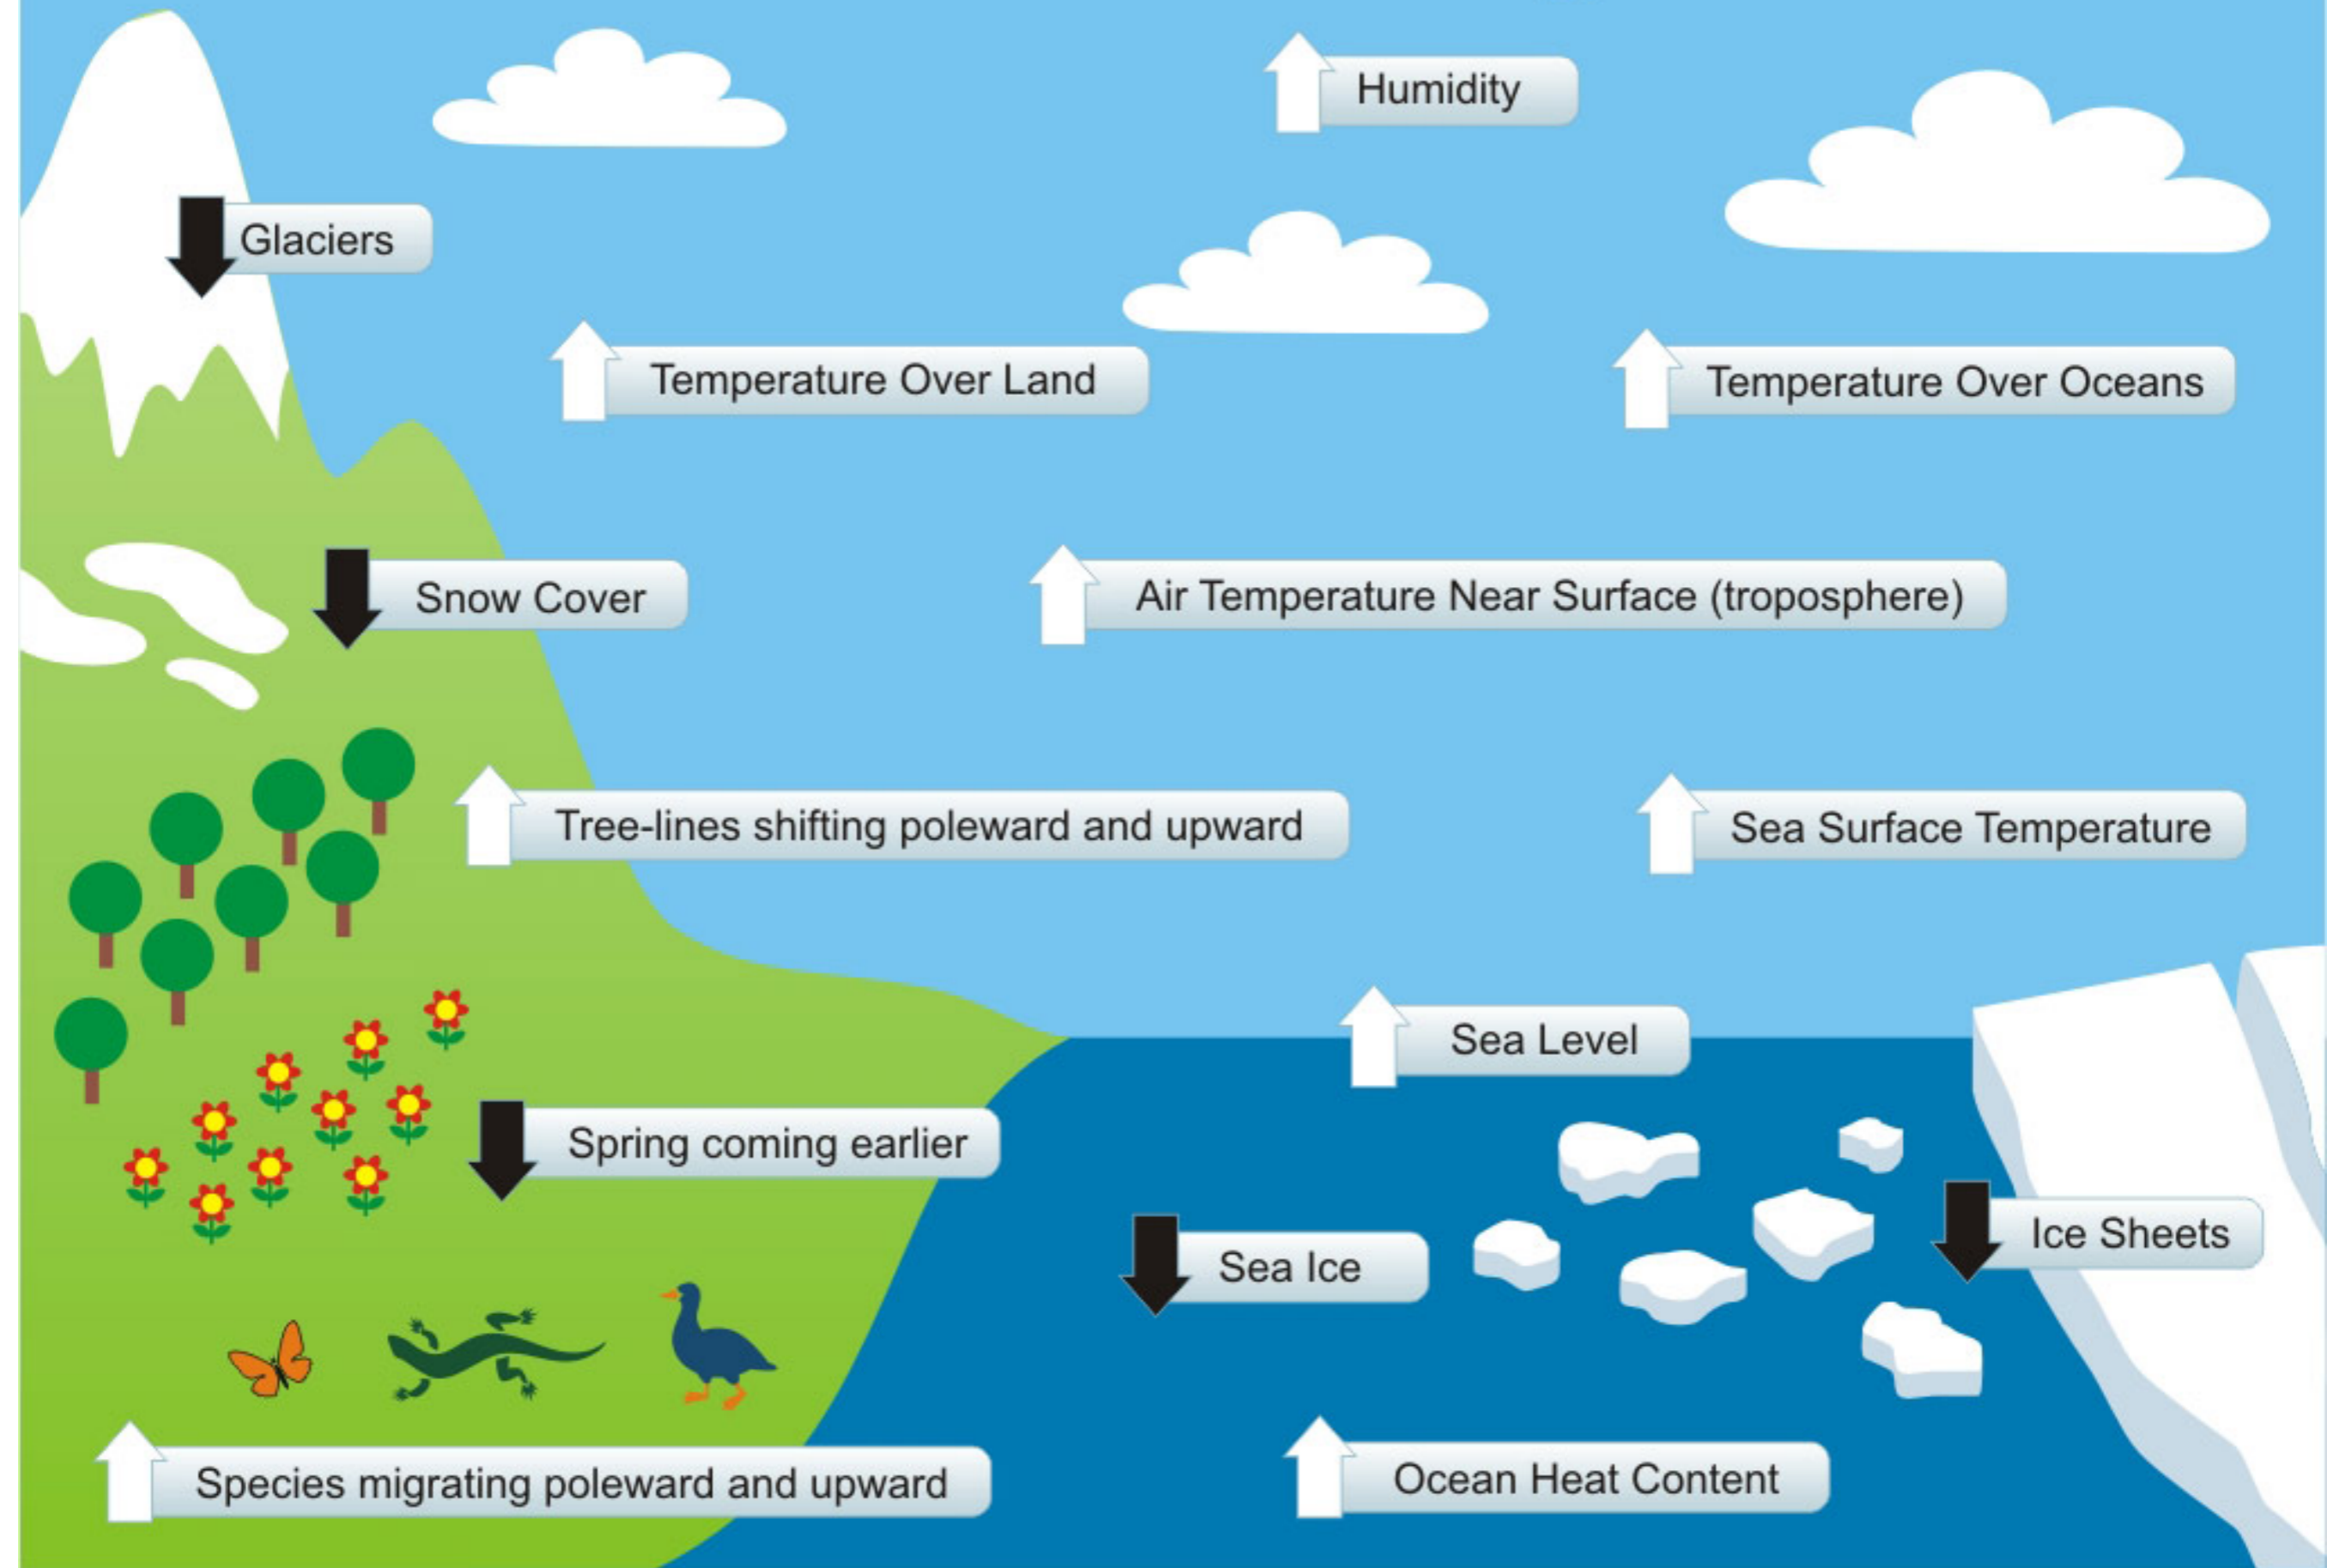 Humidity
Glaciers
Temperature Over Land
Temperature Over Oceans
Snow Cover
Air Temperature Near Surface (troposphere)
Tree-lines shifting poleward and upward
Sea Surface Temperature
Sea Level
Spring coming earlier
Ice Sheets
Sea Ice
Species migrating poleward and upward
Ocean Heat Content